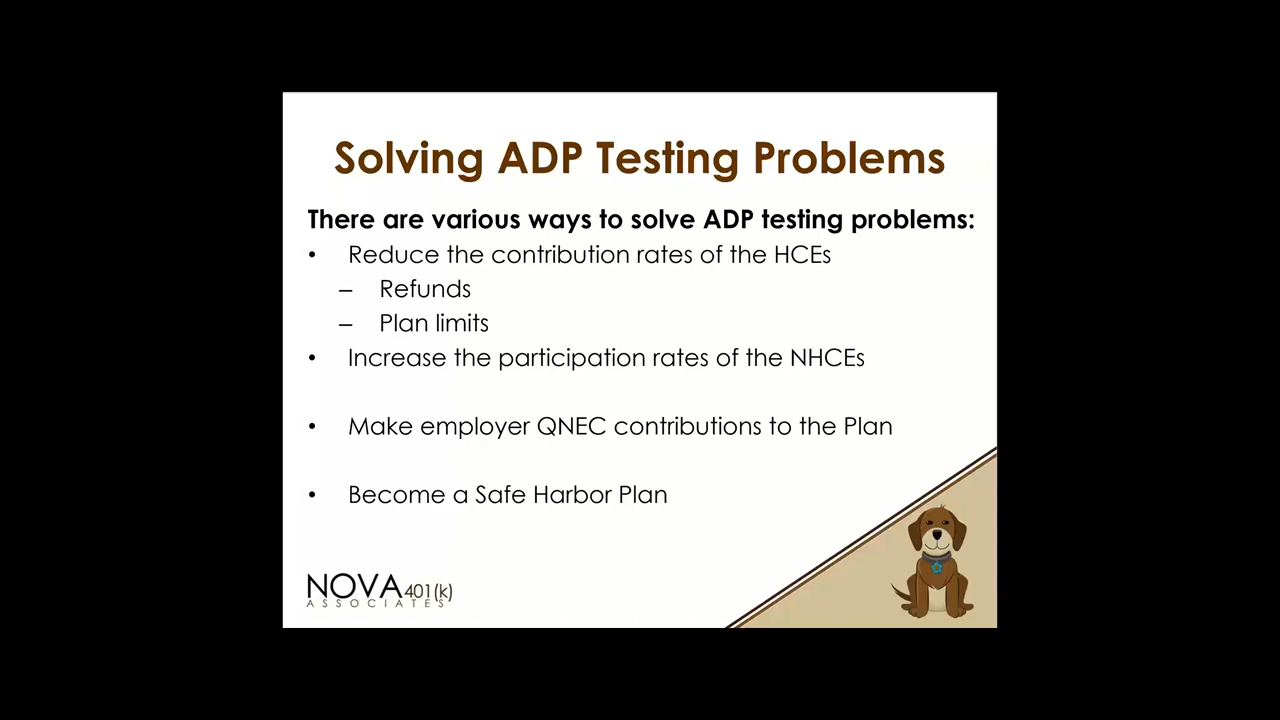 Solving ADP Testing Problems
There are various ways to solve ADP testing problems:
• Reduce the contribution rates of the HCEs
– Refunds
– Plan limits
• Increase the participation rates of the NHCEs
• Make employer QNEC contributions to the Plan
• Become a Safe Harbor Plan
NOVA 401(k)
ASSOCIATES